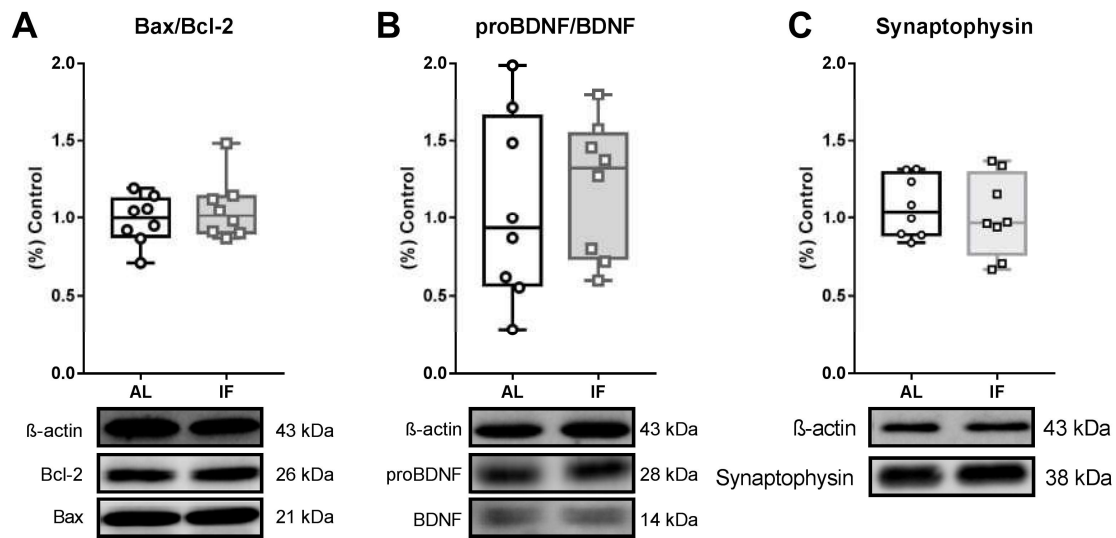 A
Bax/Bcl-2
2.0
1.5
1.0
0.5
0.0
(%) Control
AL
IF
ß-actin
43 kDa
Bcl-2
26 kDa
Bax
21 kDa
B
proBDNF/BDNF
2.0
1.5
1.0
0.5
0.0
(%) Control
AL
IF
ß-actin
43 kDa
proBDNF
28 kDa
BDNF
14 kDa
C
Synaptophysin
2.0
1.5
1.0
0.5
0.0
(%) Control
AL
IF
ß-actin
43 kDa
Synaptophysin
38 kDa